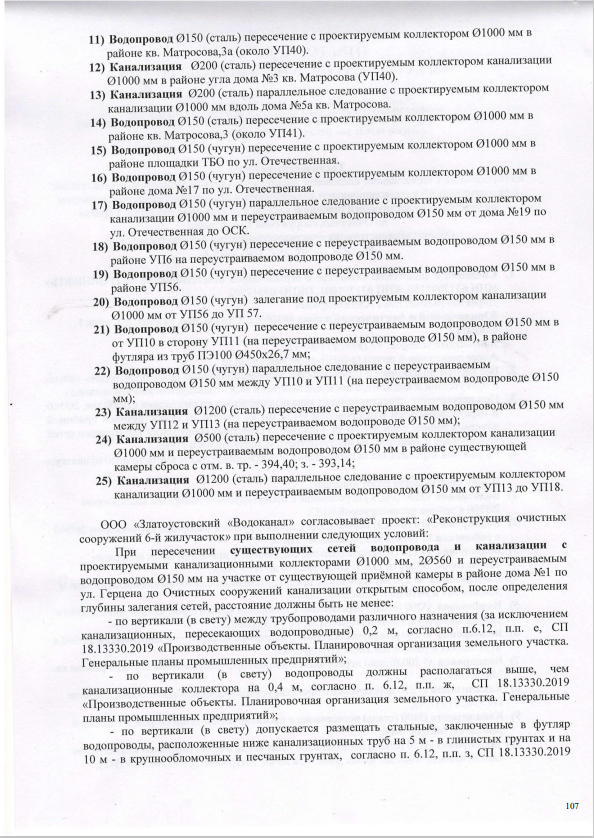 11) Водопровод Ø150 (сталь) пересечение с проектируемым коллектором Ø1000 мм в
районе кв. Матросова,3а (около УП40).
12) Канализация Ø200 (сталь) пересечение с проектируемым коллектором канализации
Ø1000 мм в районе угла дома №3 кв. Матросова (УП40).
13) Канализация Ø200 (сталь) параллельное следование с проектируемым коллектором
канализации Ø1000 мм вдоль дома №5а кв. Матросова.
14) Водопровод Ø150 (сталь) пересечение с проектируемым коллектором Ø1000 мм в
районе кв. Матросова,3 (около УП41).
15) Водопровод Ø150 (чугун) пересечение с проектируемым коллектором Ø1000 мм в
районе площадки ТБО по ул. Отечественная.
16) Водопровод Ø150 (чугун) пересечение с проектируемым коллектором Ø1000 мм в
районе дома №17 по ул. Отечественная.
17) Водопровод Ø150 (чугун) параллельное следование с проектируемым коллектором
канализации Ø1000 мм и переустраиваемым водопроводом Ø150 мм от дома №19 по
ул. Отечественная до ОСК.
18) Водопровод Ø150 (чугун) пересечение с переустраиваемым водопроводом Ø150 мм в
районе УП6 на переустраиваемом водопроводе Ø150 мм.
19) Водопровод Ø150 (чугун) пересечение с переустраиваемым водопроводом Ø150 мм в
районе УП56.
20) Водопровод Ø150 (чугун) залегание под проектируемым коллектором канализации
Ø1000 мм от УП56 до УП 57.
21) Водопровод Ø150 (чугун) пересечение с переустраиваемым водопроводом Ø150 мм в
от УП10 в сторону УП11 (на переустраиваемом водопроводе Ø150 мм), в районе
футляра из труб ПЭ100 Ø450х26,7 мм;
22) Водопровод Ø150 (чугун) параллельное следование с переустраиваемым
водопроводом Ø150 мм между УП10 и УП11 (на переустраиваемом водопроводе Ø150
мм);
23) Канализация Ø1200 (сталь) пересечение с переустраиваемым водопроводом Ø150 мм
между УП12 и УП13 (на переустраиваемом водопроводе Ø150 мм);
24) Канализация Ø500 (сталь) пересечение с проектируемым коллектором канализации
Ø1000 мм и переустраиваемым водопроводом Ø150 мм в районе существующей
камеры сброса с отм. в. тр. - 394,40; з. - 393,14;
25) Канализация Ø1200 (сталь) параллельное следование с проектируемым коллектором
канализации Ø1000 мм и переустраиваемым водопроводом Ø150 мм от УП13 до УП18.
ООО «Златоустовский «Водоканал» согласовывает проект: «Реконструкция очистных
сооружений 6-й жилучасток» при выполнении следующих условий:
При пересечении существующих сетей водопровода и канализации с
проектируемыми канализационными коллекторами Ø1000 мм, 2Ø560 и переустраиваемым
водопроводом Ø150 мм на участке от существующей приёмной камеры в районе дома №1 по
ул. Герцена до Очистных сооружений канализации открытым способом, после определения
глубины залегания сетей, расстояние должны быть не менее:
- по вертикали (в свету) между трубопроводами различного назначения (за исключением
канализационных, пересекающих водопроводные) 0,2 м, согласно п.6.12, п.п. е, СП
18.13330.2019 «Производственные объекты. Планировочная организация земельного участка.
Генеральные планы промышленных предприятий»;
- по вертикали (в свету) водопроводы должны располагаться выше, чем
канализационные коллектора на 0,4 м, согласно п. 6.12, п.п. ж, СП 18.13330.2019
«Производственные объекты. Планировочная организация земельного участка. Генеральные
планы промышленных предприятий»;
- по вертикали (в свету) допускается размещать стальные, заключенные в футляр
водопроводы, расположенные ниже канализационных труб на 5 м - в глинистых грунтах и на
10 м - в крупнообломочных и песчаных грунтах, согласно п. 6.12, п.п. з, СП 18.13330.2019
107